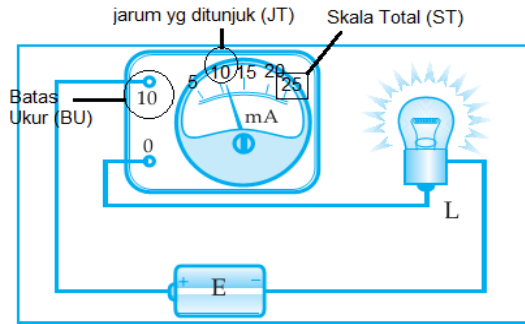 jarum yg ditunjuk (JT)
Skala Total (ST)
Batas
Ukur (BU)
10
0
5 10 15 20 25
mA
L
+ E −